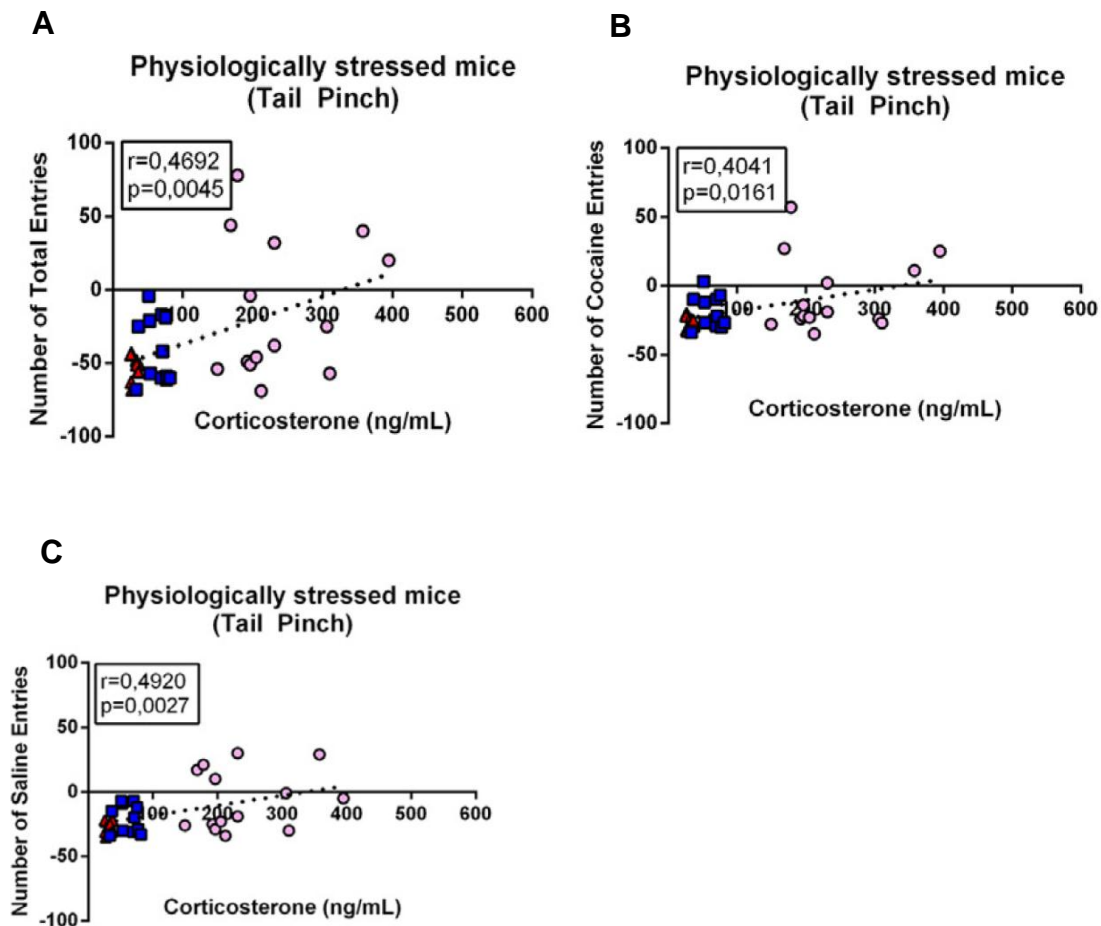 A
Physiologically stressed mice
(Tail Pinch)
r=0,4692
p=0,0045
Number of Total Entries
100
50
0
-50
-100
100
200
300
400
500
600
Corticosterone (ng/mL)
B
Physiologically stressed mice
(Tail Pinch)
r=0,4041
p=0,0161
Number of Cocaine Entries
100
50
0
-50
-100
100
200
300
400
500
600
Corticosterone (ng/mL)
C
Physiologically stressed mice
(Tail Pinch)
r=0,4920
p=0,0027
Number of Saline Entries
100
50
0
-50
-100
100
200
300
400
500
600
Corticosterone (ng/mL)